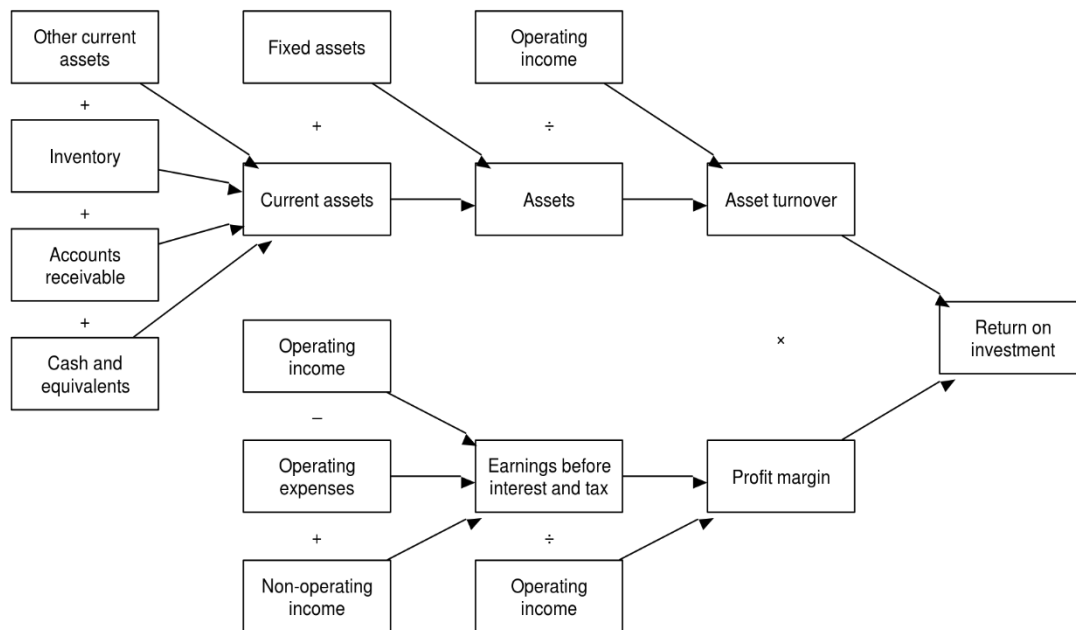 Other current
assets
+
Inventory
+
Accounts
receivable
+
Cash and
equivalents
Fixed assets
+
Current assets
Operating
income
÷
Assets
Asset turnover
Operating
income
−
Operating
expenses
+
Non-operating
income
Earnings before
interest and tax
÷
Operating
income
Profit margin
×
Return on
investment